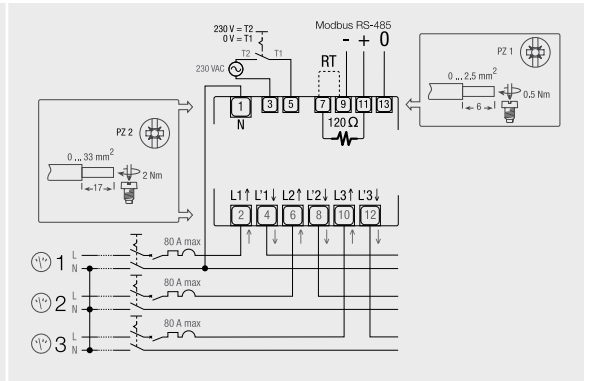 230 V = T2
0 V = T1
T2 T1
230 VAC
Modbus RS-485
- + 0
RT
PZ 1
0 ... 2.5 mm²
0.5 Nm
6
1 3 5 7 9 11 13
N
120 Ω
PZ 2
0 ... 33 mm²
2 Nm
17
L1↑ L'1↓ L2↑ L'2↓ L3↑ L'3↓
2 4 6 8 10 12
80 A max
1 L
N
80 A max
2 L
N
80 A max
3 L
N